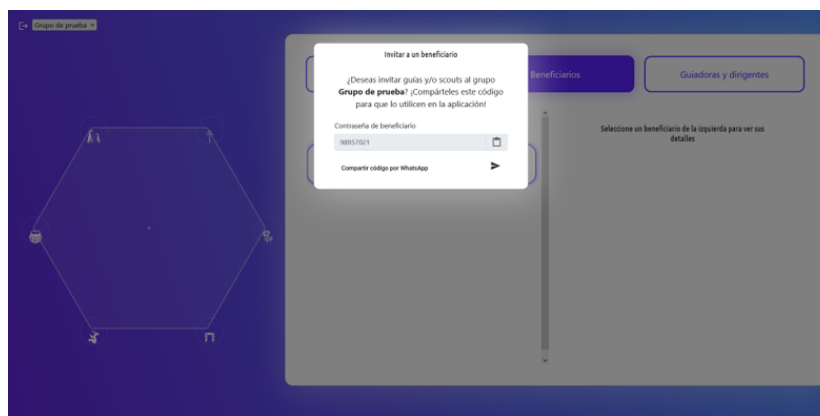 Grupo de prueba
Invitar a un beneficiario
¿Deseas invitar guías y/o scouts al grupo
Grupo de prueba? ¡Compárteles este código
para que lo utilicen en la aplicación!
Contraseña de beneficiario
98957021
Compartir código por WhatsApp
Beneficiarios
Guiadoras y dirigentes
Seleccione un beneficiario de la izquierda para ver sus
detalles